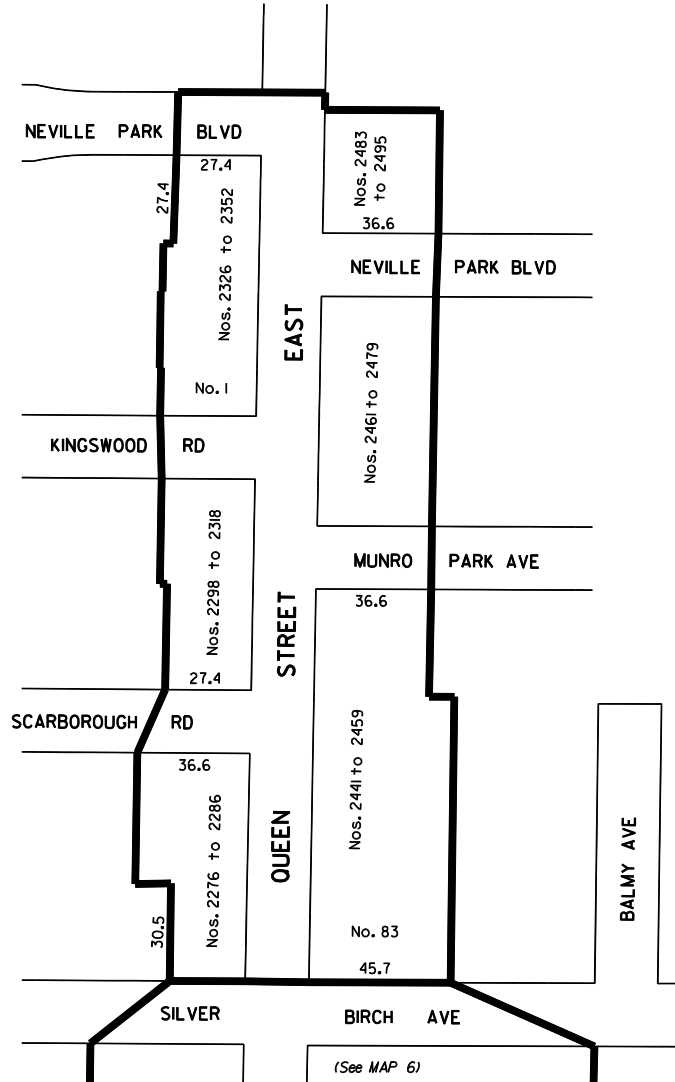 NEVILLE PARK BLVD
27.4
27.4
Nos. 2326 to 2352
Nos. 2483
to 2495
36.6
NEVILLE PARK BLVD
EAST
No. 1
Nos. 2461 to 2479
KINGSWOOD RD
Nos. 2298 to 2318
MUNRO PARK AVE
36.6
STREET
27.4
SCARBOROUGH RD
36.6
Nos. 2441 to 2459
Nos. 2276 to 2286
QUEEN
BALMY AVE
30.5
No. 83
45.7
SILVER BIRCH AVE
(See MAP 6)